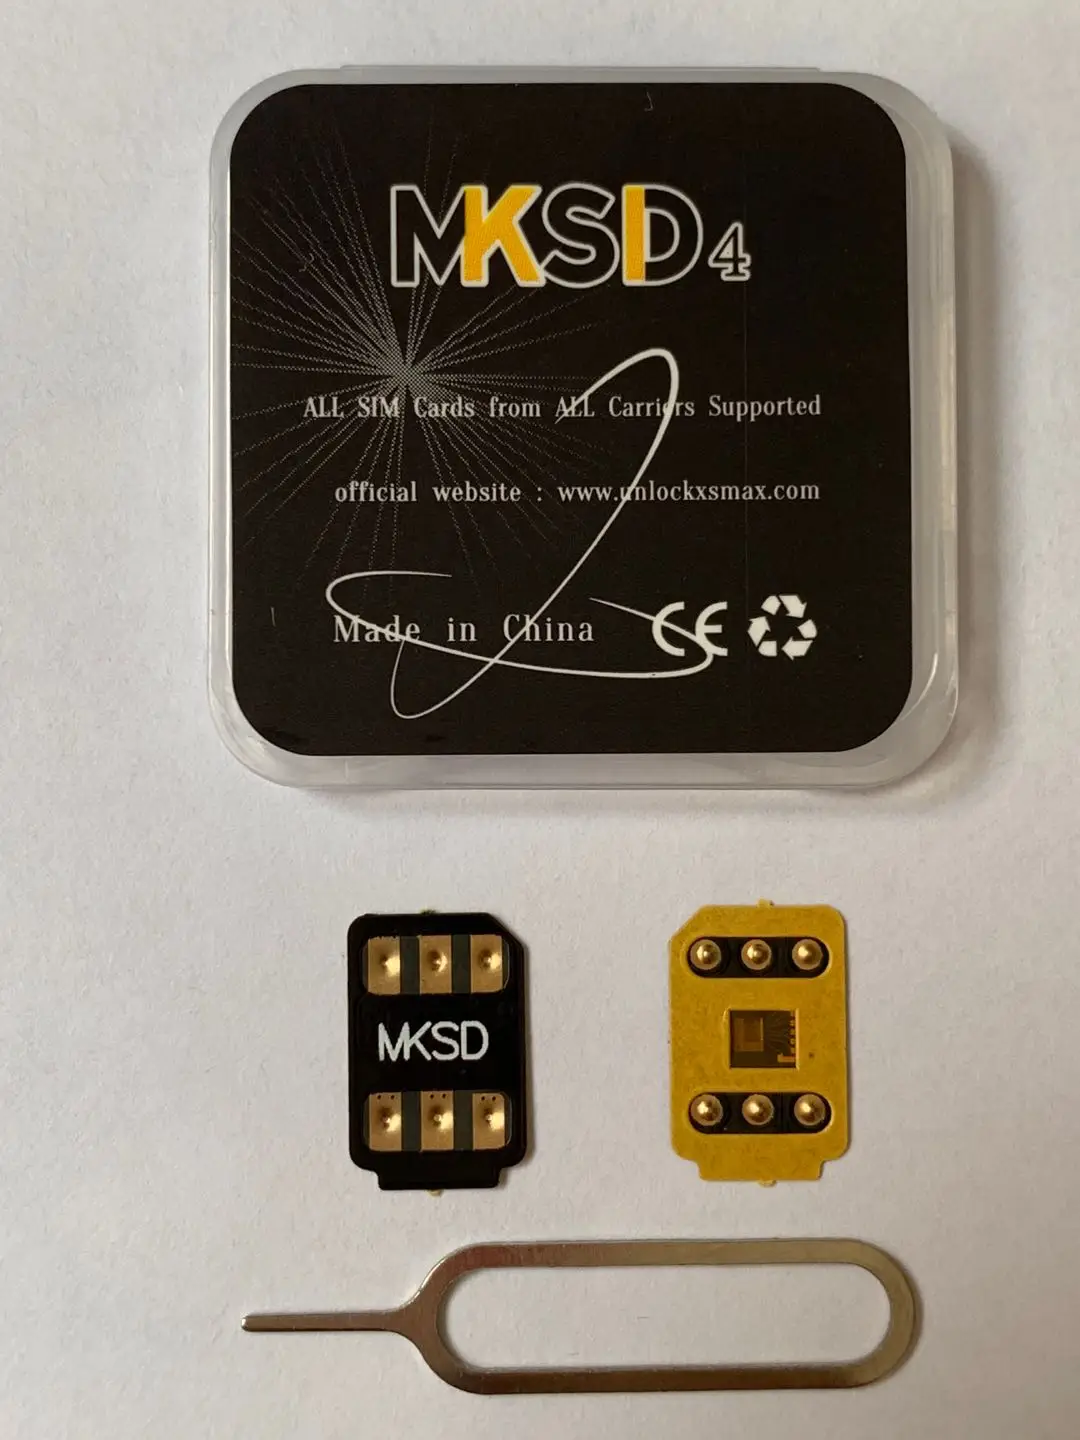 MKSD4
ALL SIM Cards from ALL Carriers Supported
official website : www.unlockxsmax.com
Made in China CE
MKSD